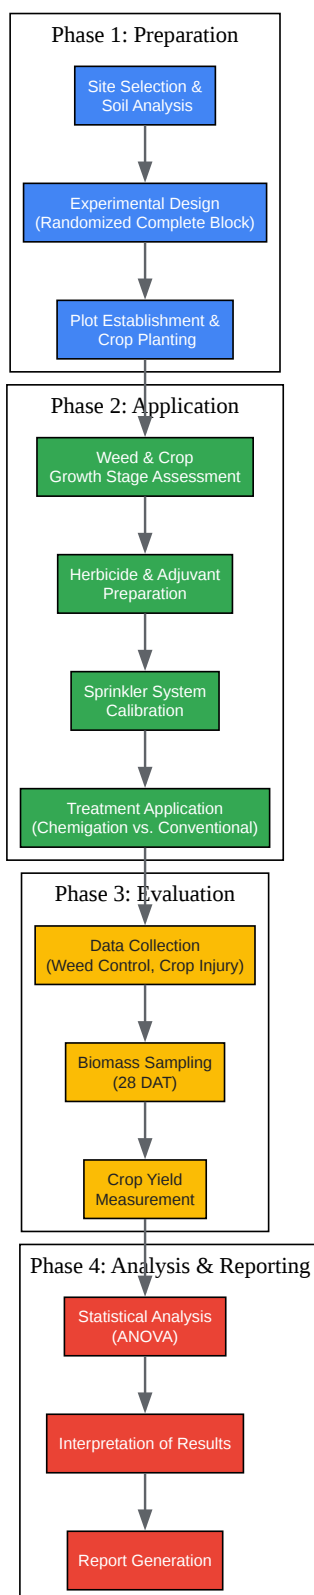 Phase 1: Preparation
Site Selection &
Soil Analysis
Experimental Design
(Randomized Complete Block)
Plot Establishment &
Crop Planting
Phase 2: Application
Weed & Crop
Growth Stage Assessment
Herbicide & Adjuvant
Preparation
Sprinkler System
Calibration
Treatment Application
(Chemigation vs. Conventional)
Phase 3: Evaluation
Data Collection
(Weed Control, Crop Injury)
Biomass Sampling
(28 DAT)
Crop Yield
Measurement
Phase 4: Analysis & Reporting
Statistical Analysis
(ANOVA)
Interpretation of Results
Report Generation